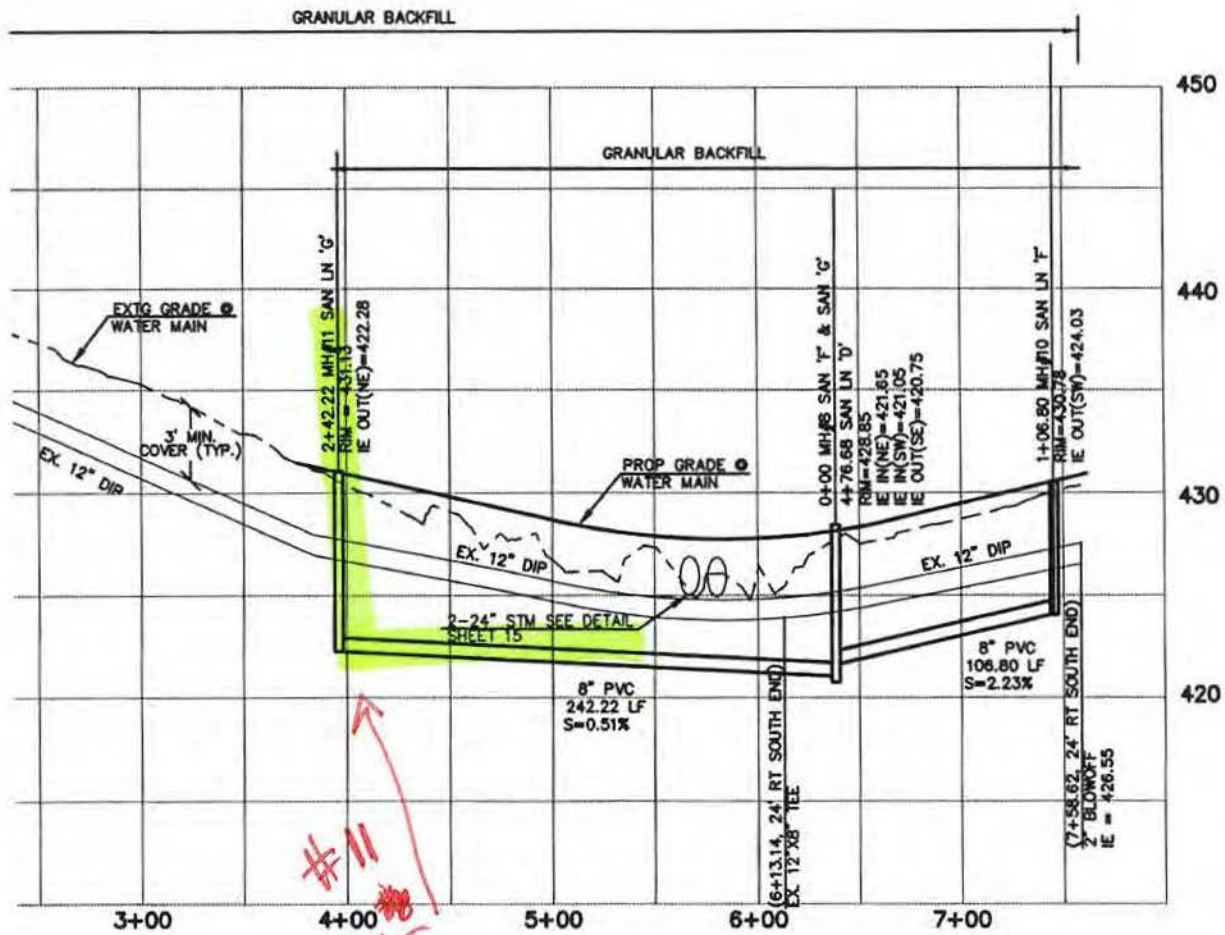 GRANULAR BACKFILL
450
GRANULAR BACKFILL
440
2+42.22 MH#11 SAN LN 'G'
RIM = 431.13
IE OUT(NE)=422.28
0+00 MH#8 SAN 'F' & SAN 'G'
4+76.68 SAN LN 'D'
RIM=428.85
IE IN(NE)=421.65
IE IN(SW)=421.05
IE OUT(SE)=420.75
1+06.80 MH#10 SAN LN 'F'
RIM=430.78
IE OUT(SW)=424.03
EXTG GRADE @
WATER MAIN
3' MIN.
COVER (TYP.)
EX. 12" DIP
PROP GRADE @
WATER MAIN
430
EX. 12" DIP
EX. 12" DIP
2-24" STM SEE DETAIL
SHEET 15
8" PVC
242.22 LF
S=0.51%
8" PVC
106.80 LF
S=2.23%
420
(6+13.14, 24' RT SOUTH END)
EX. 12"X8" TEE
(7+58.62, 24' RT SOUTH END)
2" BLOWOFF
IE = 426.55
#11
3+00 4+00 5+00 6+00 7+00